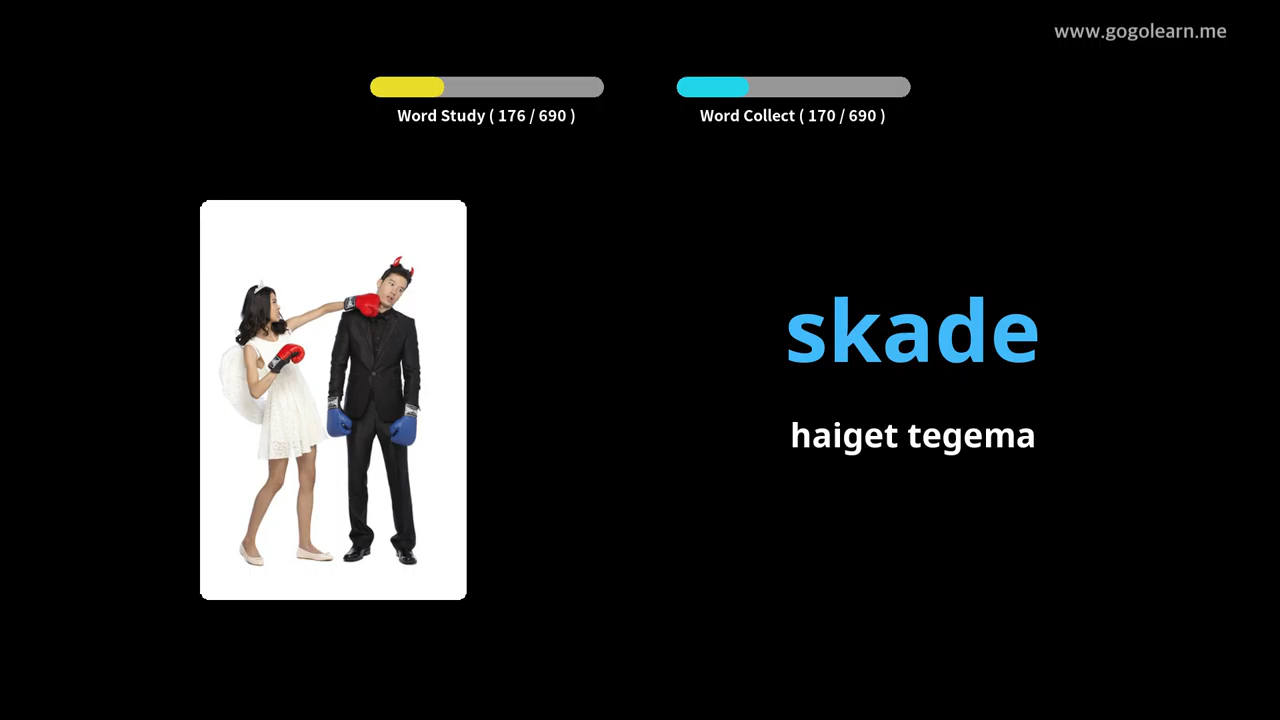 www.gogolearn.me
Word Study ( 176 / 690 )
Word Collect ( 170 / 690 )
skade
haiget tegema